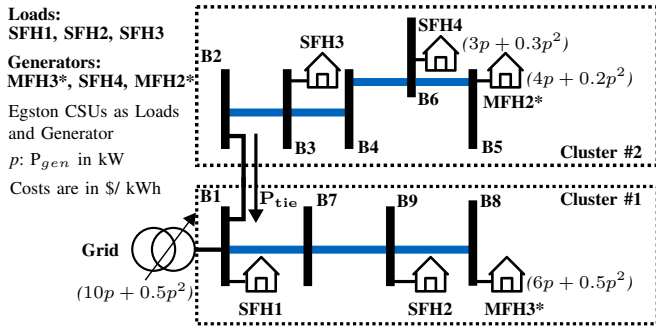 Loads:
SFH1, SFH2, SFH3
Generators:
MFH3*, SFH4, MFH2*
Egston CSUs as Loads
and Generator
p: P_gen in kW
Costs are in $/ kWh
B2
SFH3
SFH4
(3p + 0.3p²)
(4p + 0.2p²)
B6
MFH2*
B3
B4
B5
Cluster #2
B1
P_tie
B7
B9
B8
Cluster #1
Grid
(10p + 0.5p²)
(6p + 0.5p²)
SFH1
SFH2
MFH3*